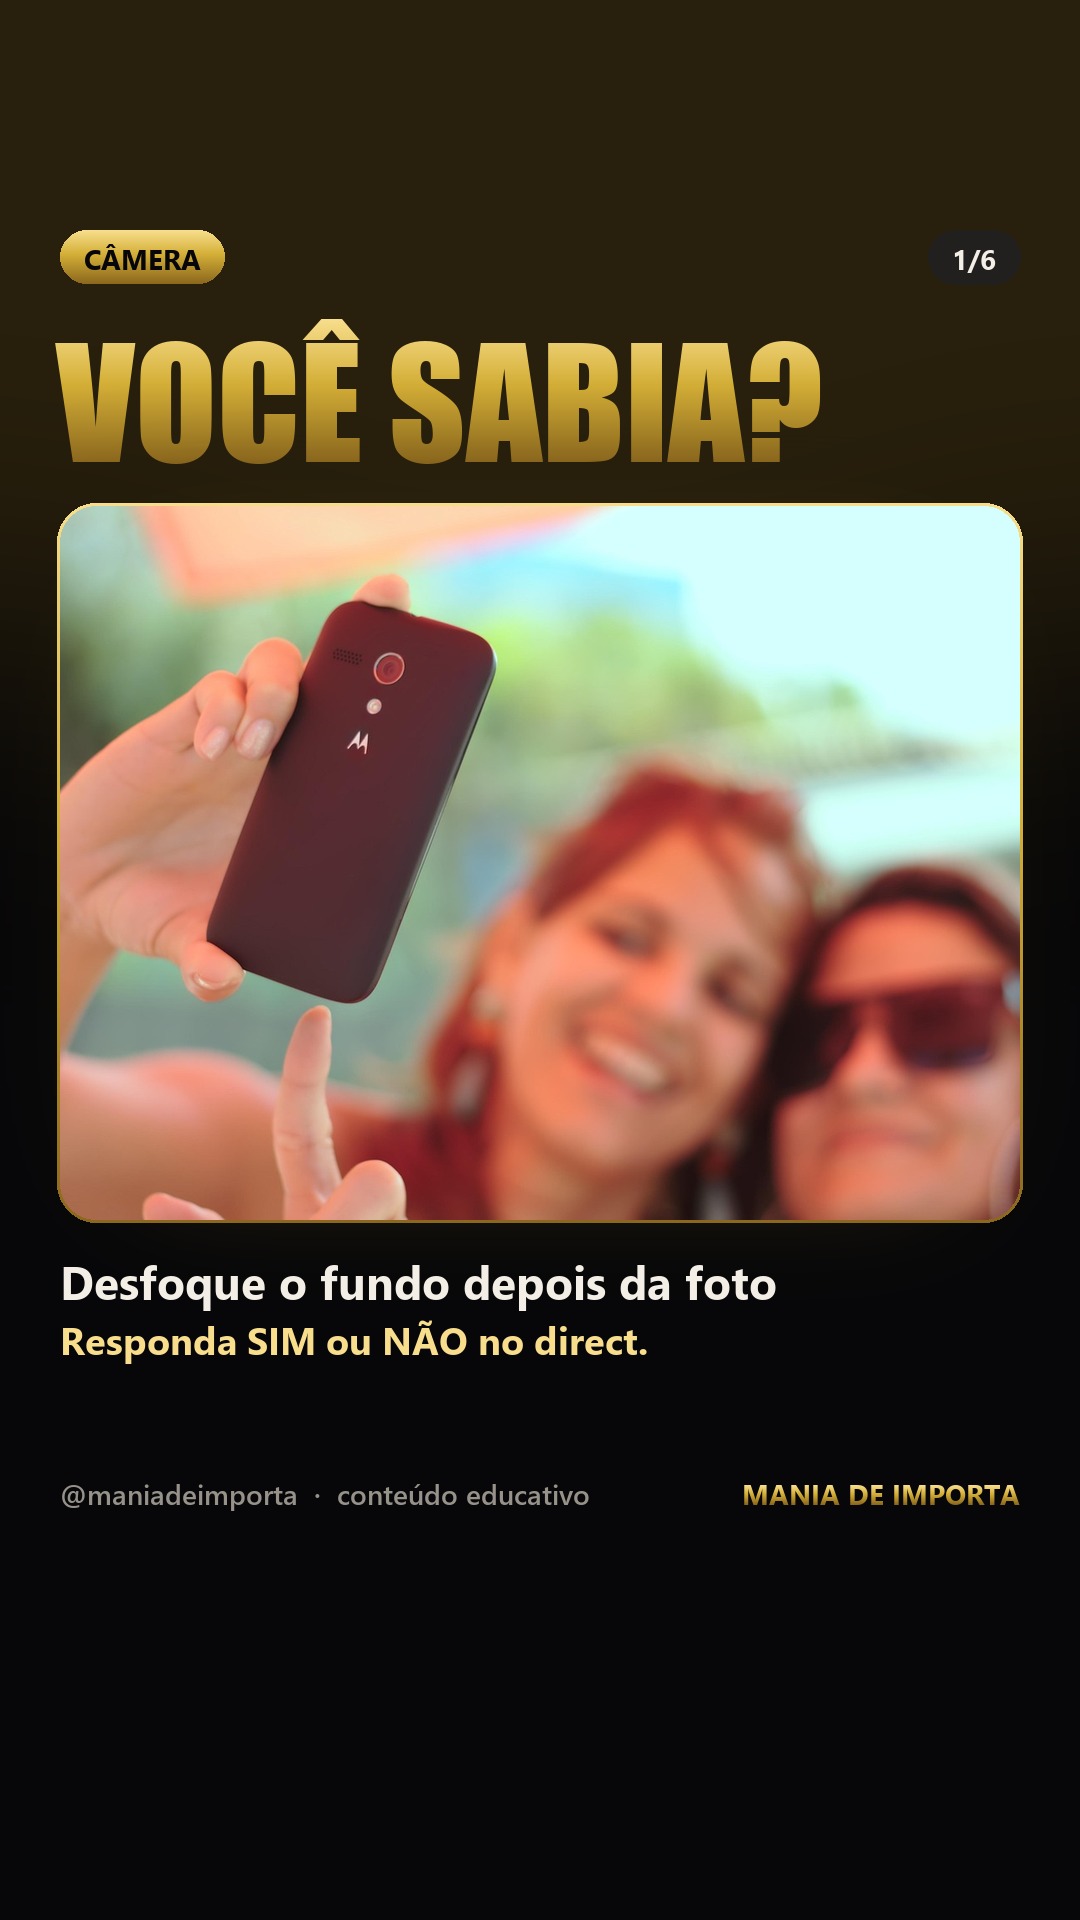 CÂMERA
1/6
VOCÊ SABIA?
Desfoque o fundo depois da foto
Responda SIM ou NÃO no direct.
@maniadeimporta · conteúdo educativo
MANIA DE IMPORTA